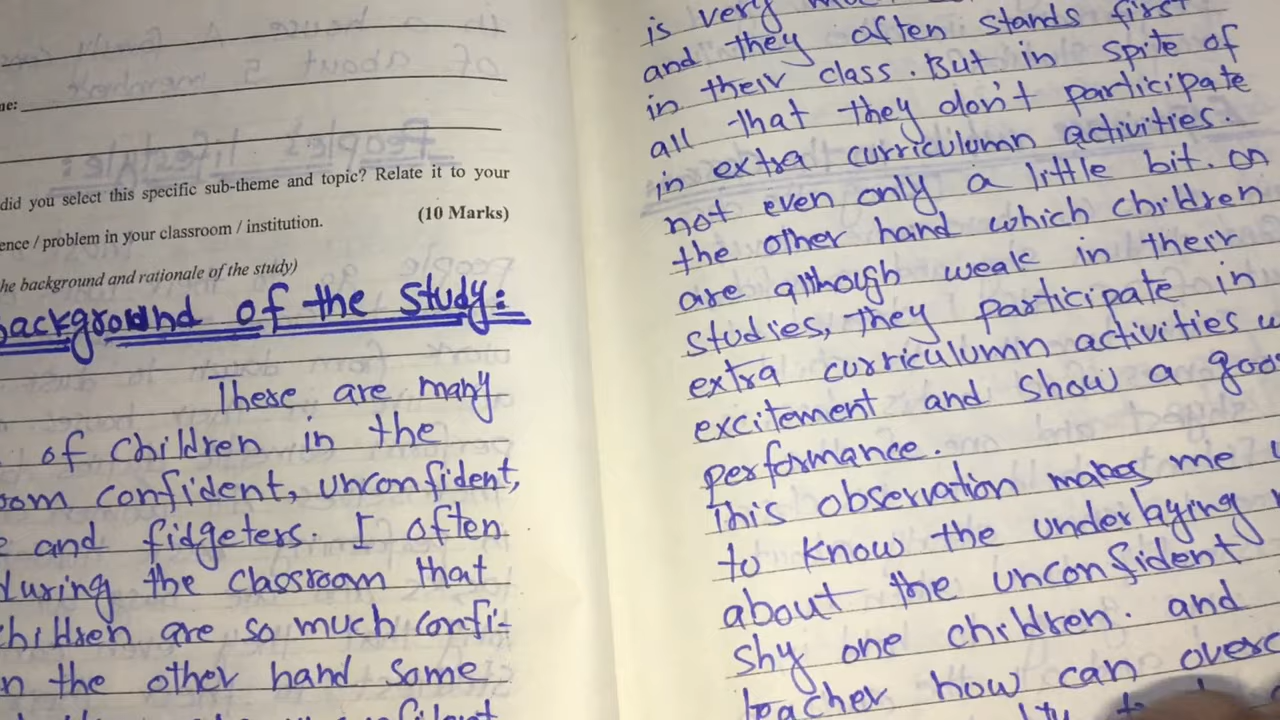 me:
did you select this specific sub-theme and topic? Relate it to your
ence / problem in your classroom / institution. (10 Marks)
he background and rationale of the study)
background of the study:
These are many
of children in the
oom confident, unconfident,
e and fidgeters. I often
during the classroom that
children are so much confi-
n the other hand some
is very
and they often stands first
in their class. But in spite of
all that they don't participate
in extra curriculumn activities.
not even only a little bit. on
the other hand which children
are although weak in their
studies, they participate in
extra curriculumn activities
excitement and show a goo
performance.
This observation makes me
to know the underlaying
about the unconfident
shy one children. and
teacher how can overc